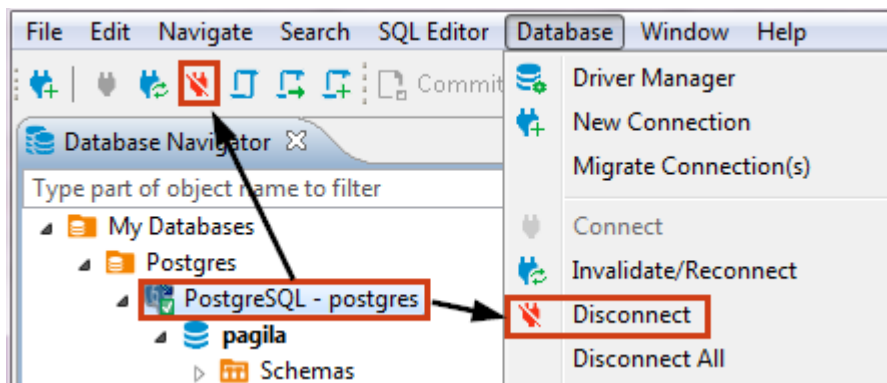 File Edit Navigate Search SQL Editor Database Window Help
Commit
Driver Manager
New Connection
Migrate Connection(s)
Connect
Invalidate/Reconnect
Disconnect
Disconnect All
Database Navigator
Type part of object name to filter
My Databases
Postgres
PostgreSQL - postgres
pagila
Schemas